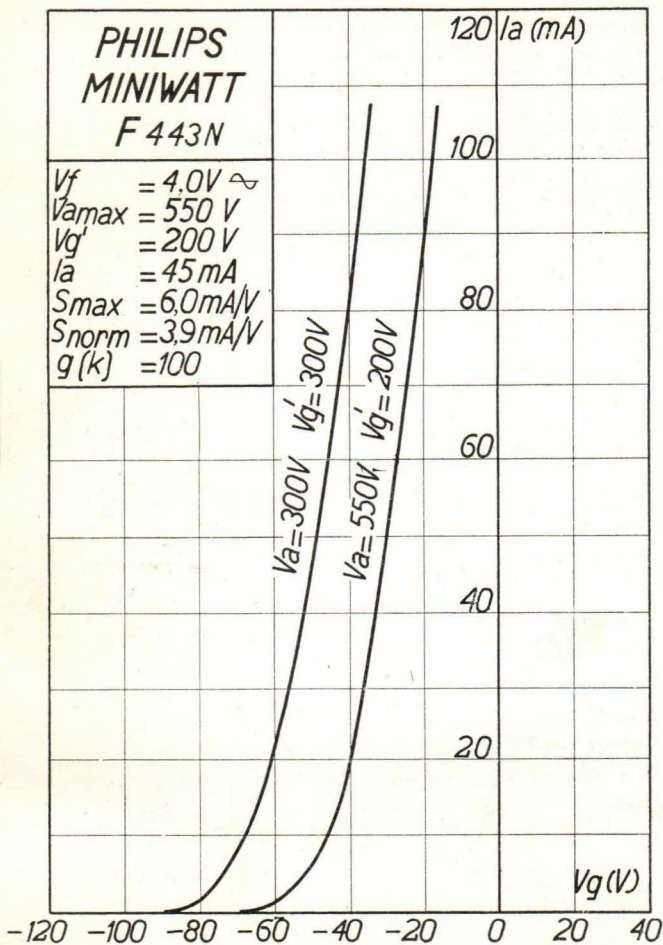 PHILIPS
MINIWATT
F 443N
Vf = 4,0V ~
Vamax = 550 V
Vg' = 200 V
Ia = 45 mA
Smax = 6,0 mA/V
Snorm = 3,9 mA/V
g (k) = 100
120 Ia (mA)
100
80
60
40
20
Va=300V Vg'=300V
Va=550V, Vg'=200V
Vg (V)
-120 -100 -80 -60 -40 -20 0 20 40